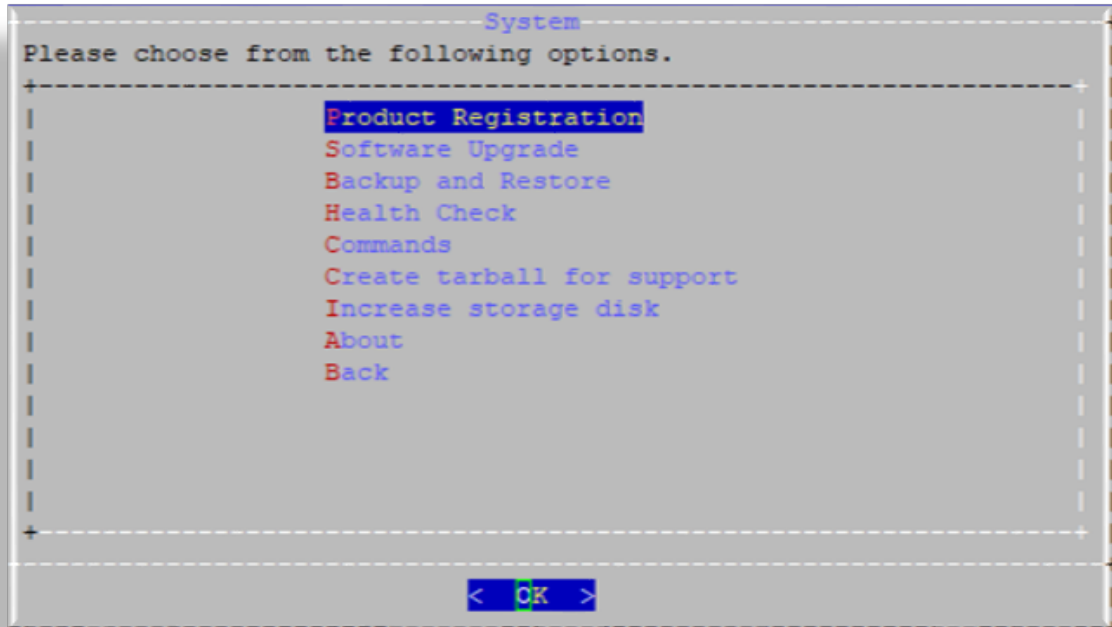 System
Please choose from the following options.
Product Registration
Software Upgrade
Backup and Restore
Health Check
Commands
Create tarball for support
Increase storage disk
About
Back
< OK >